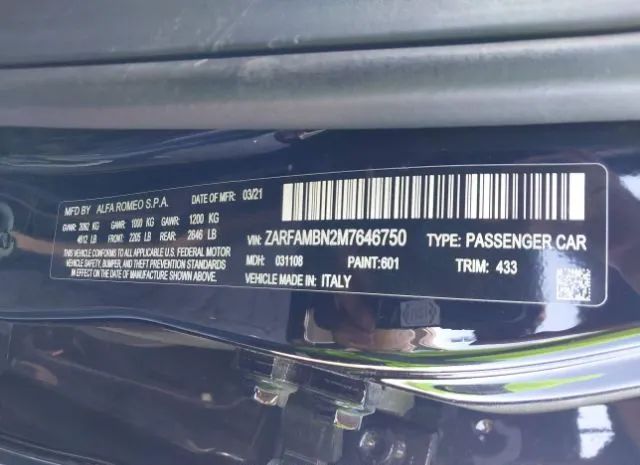 MFD BY ALFA ROMEO S.P.A. DATE OF MFR: 03/21
GVWR: 2092 KG GAWR: 1000 KG GAWR: 1200 KG
4612 LB FRONT: 2205 LB REAR: 2646 LB
THIS VEHICLE CONFORMS TO ALL APPLICABLE U.S. FEDERAL MOTOR
VEHICLE SAFETY, BUMPER, AND THEFT PREVENTION STANDARDS
IN EFFECT ON THE DATE OF MANUFACTURE SHOWN ABOVE.
VIN: ZARFAMBN2M7646750 TYPE: PASSENGER CAR
MDH: 031108 PAINT:601 TRIM: 433
VEHICLE MADE IN: ITALY